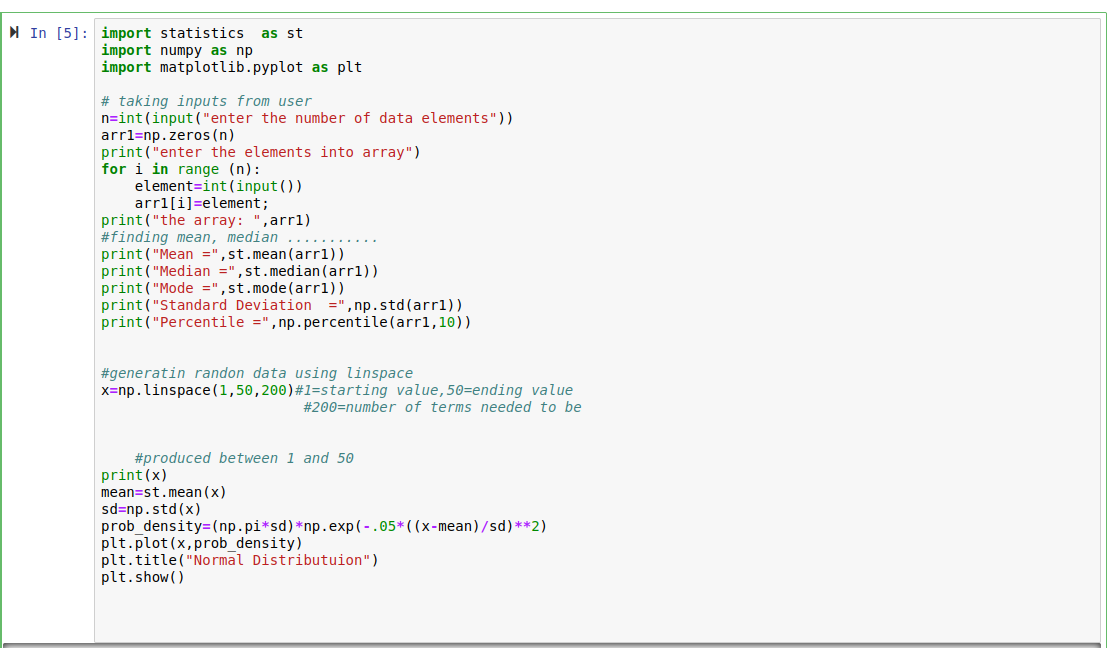 In [5]:
import statistics  as st
import numpy as np
import matplotlib.pyplot as plt
# taking inputs from user
n=int(input("enter the number of data elements"))
arr1=np.zeros(n)
print("enter the elements into array")
for i in range (n):
    element=int(input())
    arr1[i]=element;
print("the array: ",arr1)
#finding mean, median ...........
print("Mean =",st.mean(arr1))
print("Median =",st.median(arr1))
print("Mode =",st.mode(arr1))
print("Standard Deviation  =",np.std(arr1))
print("Percentile =",np.percentile(arr1,10))
#generatin randon data using linspace
x=np.linspace(1,50,200)#1=starting value,50=ending value
                        #200=number of terms needed to be
    #produced between 1 and 50
print(x)
mean=st.mean(x)
sd=np.std(x)
prob_density=(np.pi*sd)*np.exp(-.05*((x-mean)/sd)**2)
plt.plot(x,prob_density)
plt.title("Normal Distributuion")
plt.show()